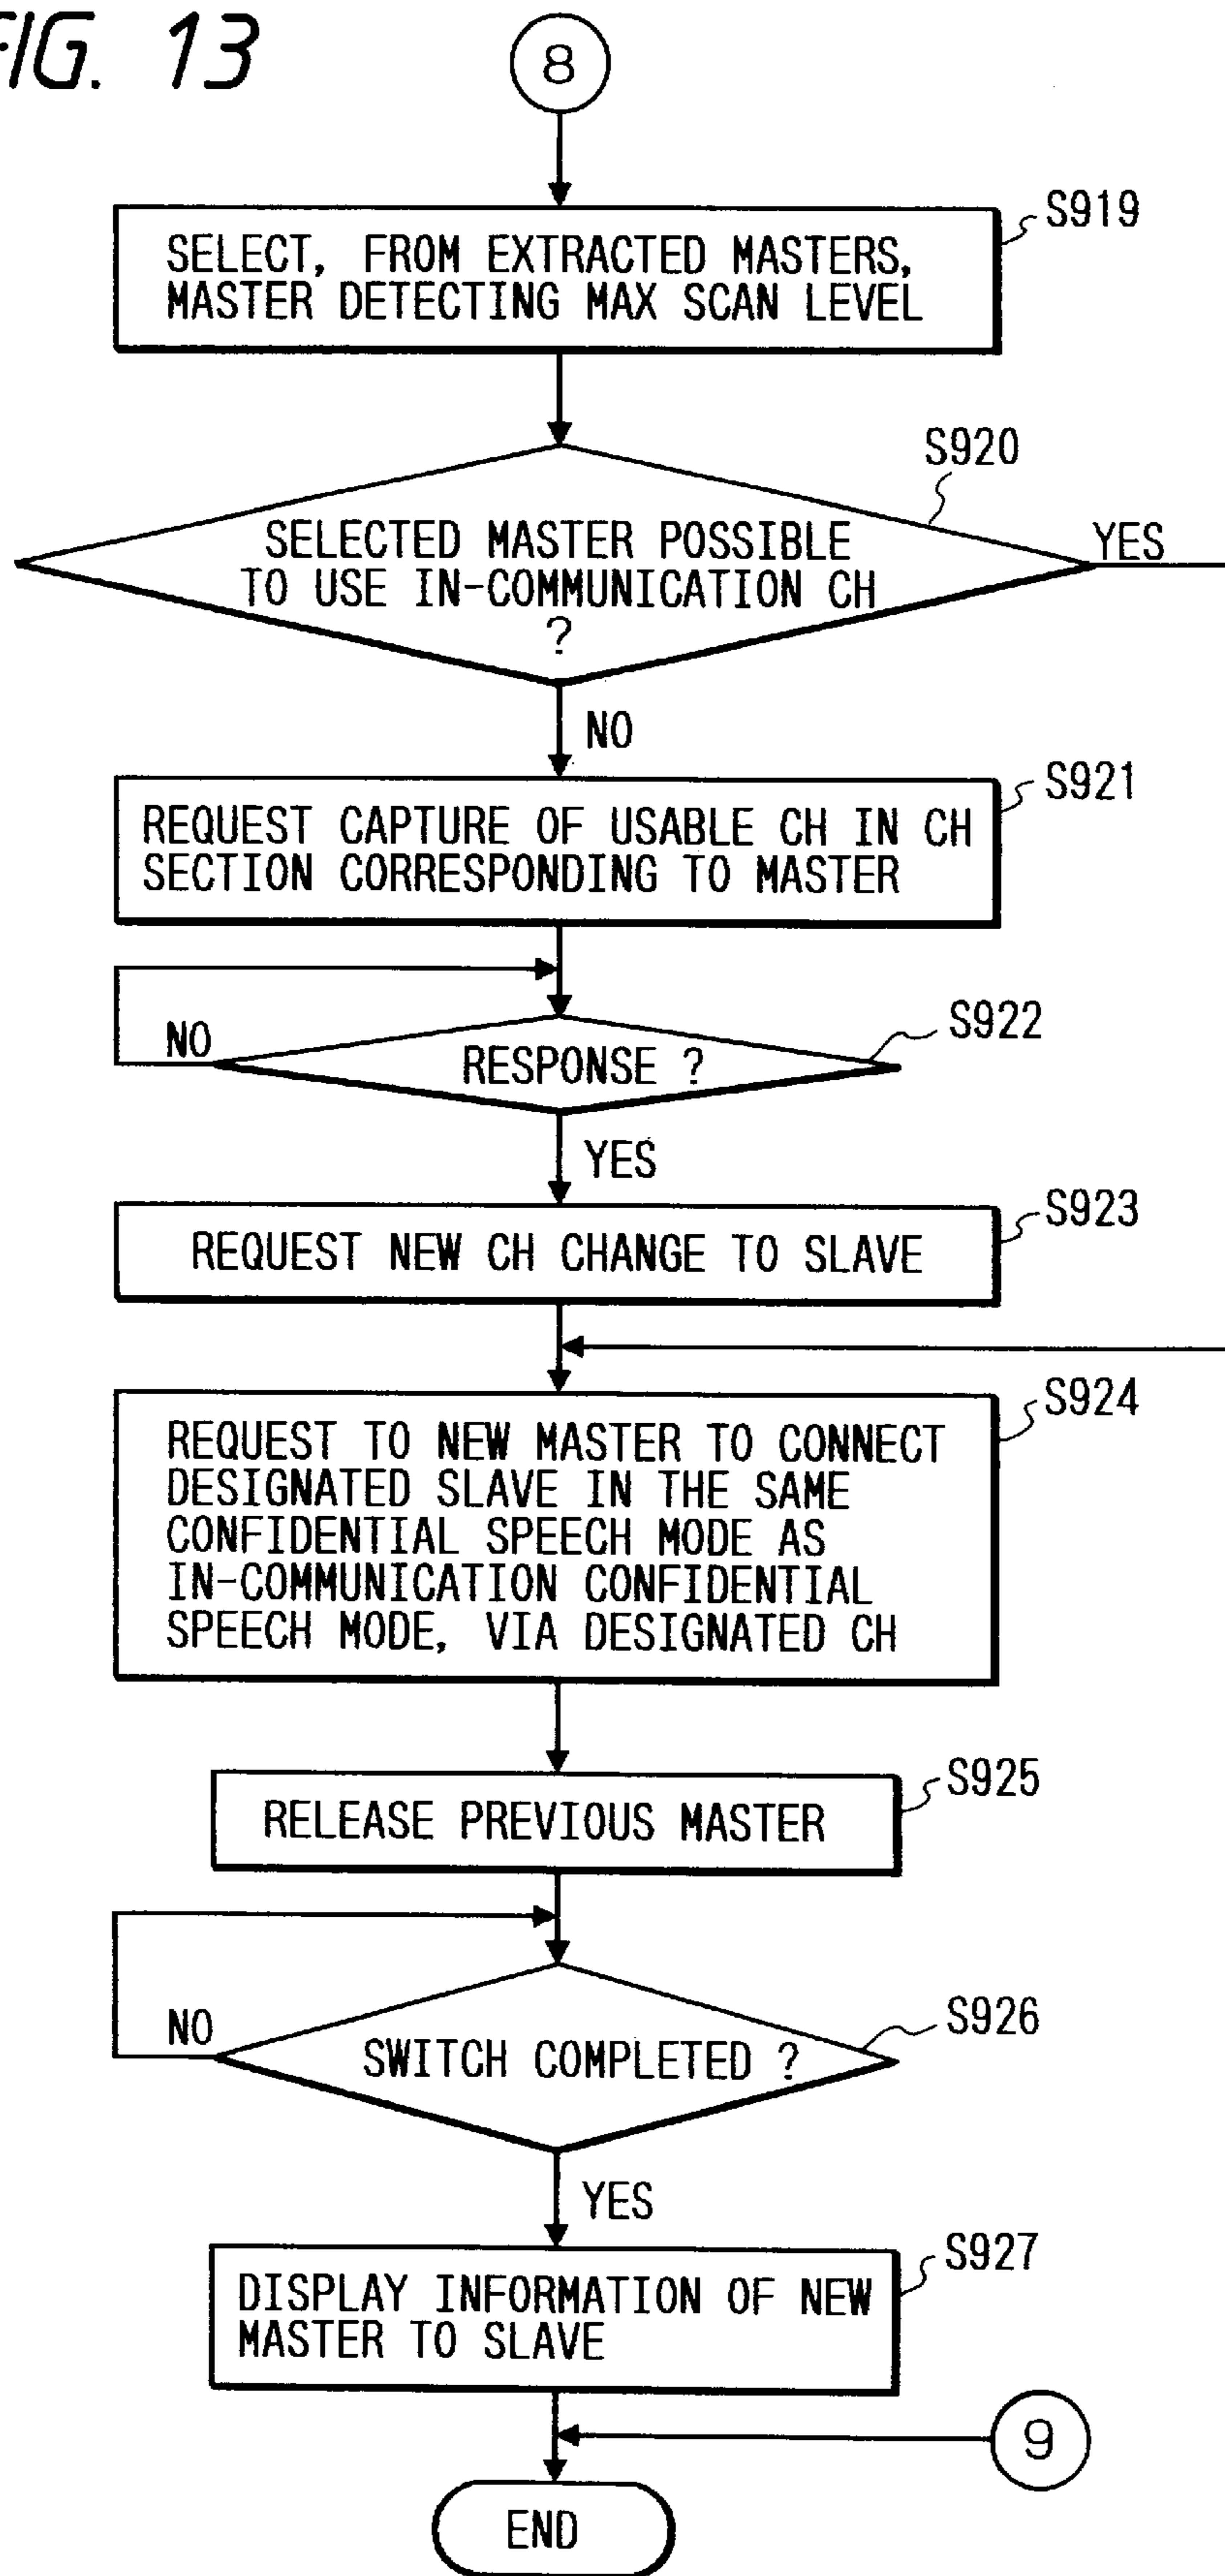 FIG. 13
8
S919
SELECT, FROM EXTRACTED MASTERS,
MASTER DETECTING MAX SCAN LEVEL
S920
SELECTED MASTER POSSIBLE
TO USE IN-COMMUNICATION CH
?
YES
NO
S921
REQUEST CAPTURE OF USABLE CH IN CH
SECTION CORRESPONDING TO MASTER
S922
NO
RESPONSE ?
YES
S923
REQUEST NEW CH CHANGE TO SLAVE
S924
REQUEST TO NEW MASTER TO CONNECT
DESIGNATED SLAVE IN THE SAME
CONFIDENTIAL SPEECH MODE AS
IN-COMMUNICATION CONFIDENTIAL
SPEECH MODE, VIA DESIGNATED CH
S925
RELEASE PREVIOUS MASTER
S926
NO
SWITCH COMPLETED ?
YES
S927
DISPLAY INFORMATION OF NEW
MASTER TO SLAVE
9
END